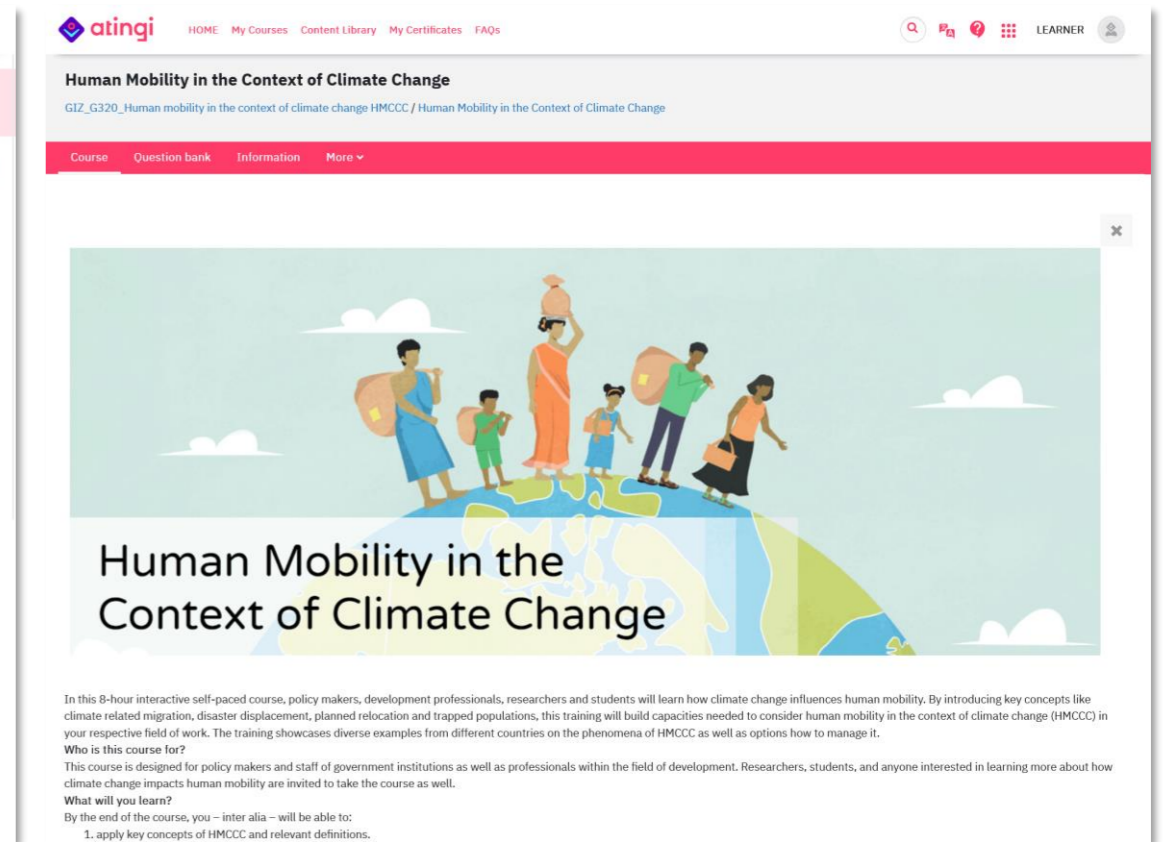 atingi
HOME My Courses Content Library My Certificates FAQs
LEARNER
Human Mobility in the Context of Climate Change
GIZ_G320_Human mobility in the context of climate change HMCCC / Human Mobility in the Context of Climate Change
Course Question bank Information More
Human Mobility in the
Context of Climate Change
In this 8-hour interactive self-paced course, policy makers, development professionals, researchers and students will learn how climate change influences human mobility. By introducing key concepts like
climate related migration, disaster displacement, planned relocation and trapped populations, this training will build capacities needed to consider human mobility in the context of climate change (HMCCC) in
your respective field of work. The training showcases diverse examples from different countries on the phenomena of HMCCC as well as options how to manage it.
Who is this course for?
This course is designed for policy makers and staff of government institutions as well as professionals within the field of development. Researchers, students, and anyone interested in learning more about how
climate change impacts human mobility are invited to take the course as well.
What will you learn?
By the end of the course, you – inter alia – will be able to:
1. apply key concepts of HMCCC and relevant definitions.